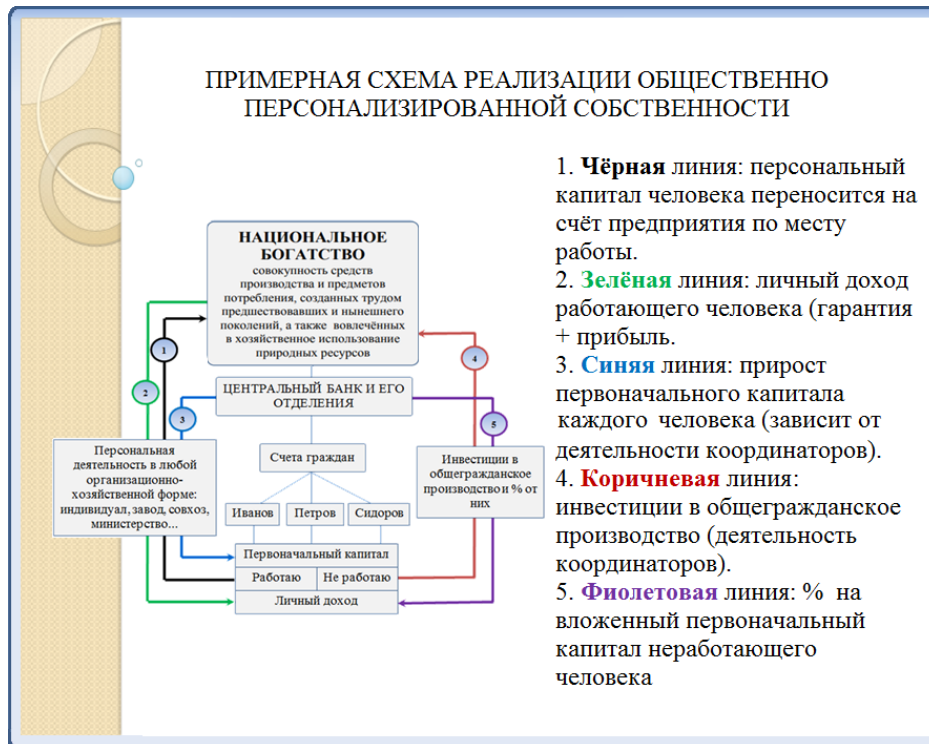 ПРИМЕРНАЯ СХЕМА РЕАЛИЗАЦИИ ОБЩЕСТВЕННО
ПЕРСОНАЛИЗИРОВАННОЙ СОБСТВЕННОСТИ
НАЦИОНАЛЬНОЕ
БОГАТСТВО
совокупность средств
производства и предметов
потребления, созданных трудом
предшествовавших и нынешнего
поколений, а также вовлечённых
в хозяйственное использование
природных ресурсов
1
4
2
ЦЕНТРАЛЬНЫЙ БАНК И ЕГО
ОТДЕЛЕНИЯ
3
5
Персональная
деятельность в любой
организационно-
хозяйственной форме:
индивидуал, завод, совхоз,
министерство...
Счета граждан
Инвестиции в
общегражданское
производство и % от
них
Иванов
Петров
Сидоров
Первоначальный капитал
Работаю
Не работаю
Личный доход
1. Чёрная линия: персональный
капитал человека переносится на
счёт предприятия по месту
работы.
2. Зелёная линия: личный доход
работающего человека (гарантия
+ прибыль.
3. Синяя линия: прирост
первоначального капитала
каждого человека (зависит от
деятельности координаторов).
4. Коричневая линия:
инвестиции в общегражданское
производство (деятельность
координаторов).
5. Фиолетовая линия: % на
вложенный первоначальный
капитал неработающего
человека